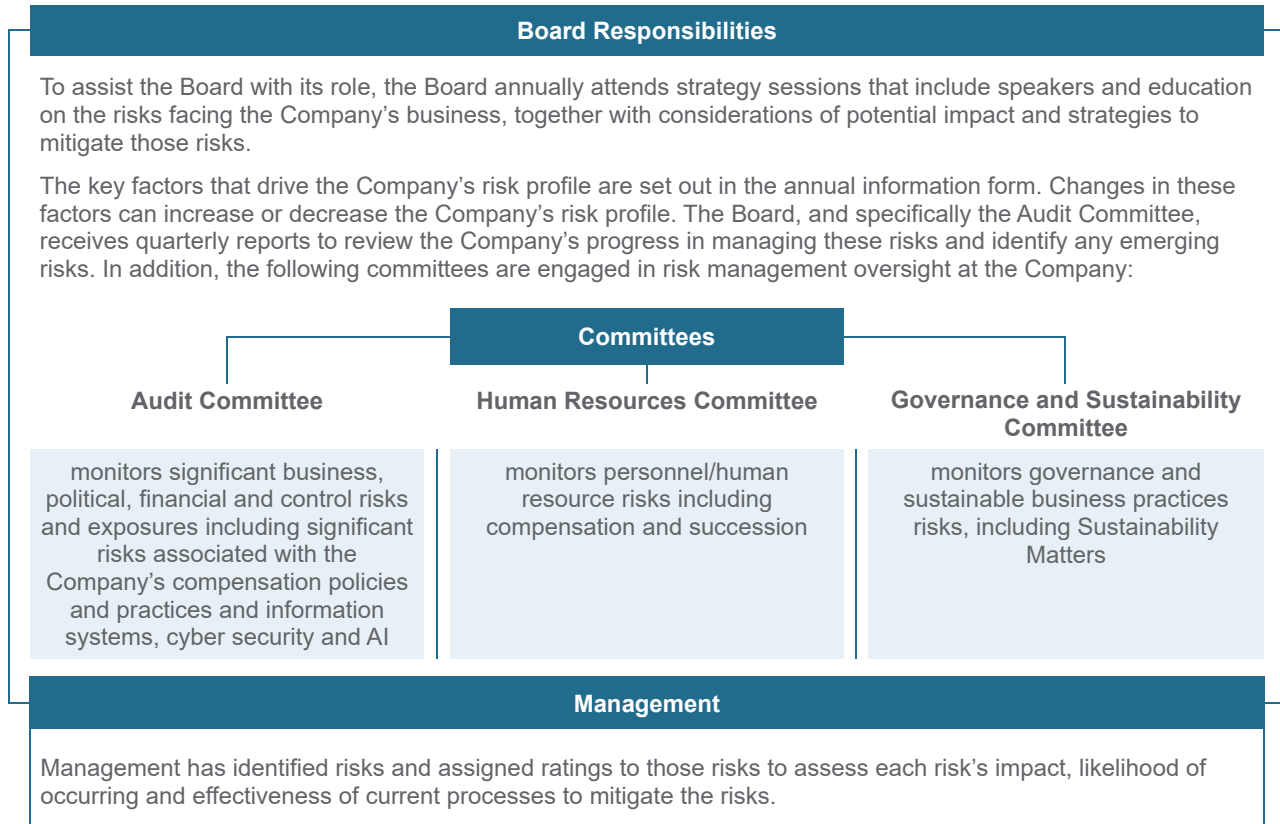 Board Responsibilities
To assist the Board with its role, the Board annually attends strategy sessions that include speakers and education
on the risks facing the Company’s business, together with considerations of potential impact and strategies to
mitigate those risks.
The key factors that drive the Company’s risk profile are set out in the annual information form. Changes in these
factors can increase or decrease the Company’s risk profile. The Board, and specifically the Audit Committee,
receives quarterly reports to review the Company’s progress in managing these risks and identify any emerging
risks. In addition, the following committees are engaged in risk management oversight at the Company:
Committees
Audit Committee
monitors significant business,
political, financial and control risks
and exposures including significant
risks associated with the
Company’s compensation policies
and practices and information
systems, cyber security and AI
Human Resources Committee
monitors personnel/human
resource risks including
compensation and succession
Governance and Sustainability
Committee
monitors governance and
sustainable business practices
risks, including Sustainability
Matters
Management
Management has identified risks and assigned ratings to those risks to assess each risk’s impact, likelihood of
occurring and effectiveness of current processes to mitigate the risks.